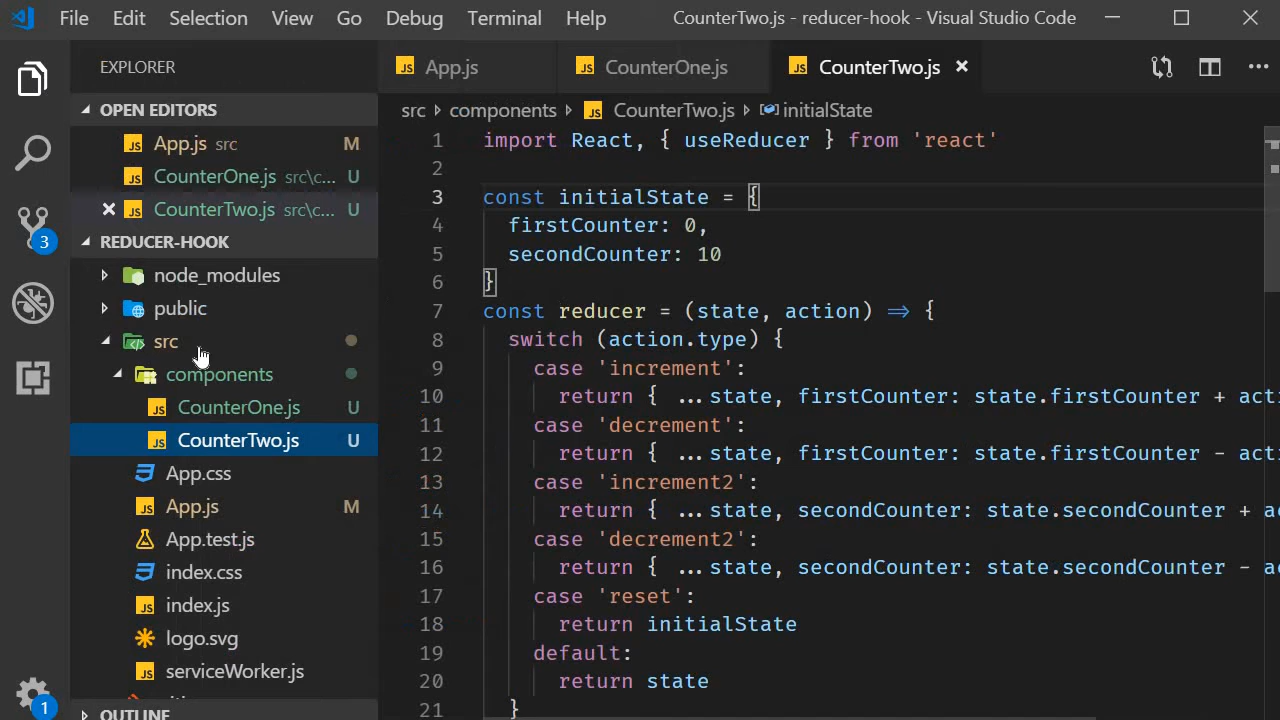 File Edit Selection View Go Debug Terminal Help CounterTwo.js - reducer-hook - Visual Studio Code
EXPLORER
OPEN EDITORS
App.js src M
CounterOne.js src\c... U
CounterTwo.js src\c... U
REDUCER-HOOK
node_modules
public
src
components
CounterOne.js U
CounterTwo.js U
App.css
App.js M
App.test.js
index.css
index.js
logo.svg
serviceWorker.js
OUTLINE
3
1
App.js CounterOne.js CounterTwo.js
src components CounterTwo.js initialState
1 import React, { useReducer } from 'react'
2
3 const initialState = {
4 firstCounter: 0,
5 secondCounter: 10
6 }
7 const reducer = (state, action) => {
8 switch (action.type) {
9 case 'increment':
10 return { ...state, firstCounter: state.firstCounter + acti
11 case 'decrement':
12 return { ...state, firstCounter: state.firstCounter - acti
13 case 'increment2':
14 return { ...state, secondCounter: state.secondCounter + ac
15 case 'decrement2':
16 return { ...state, secondCounter: state.secondCounter - ac
17 case 'reset':
18 return initialState
19 default:
20 return state
21 }